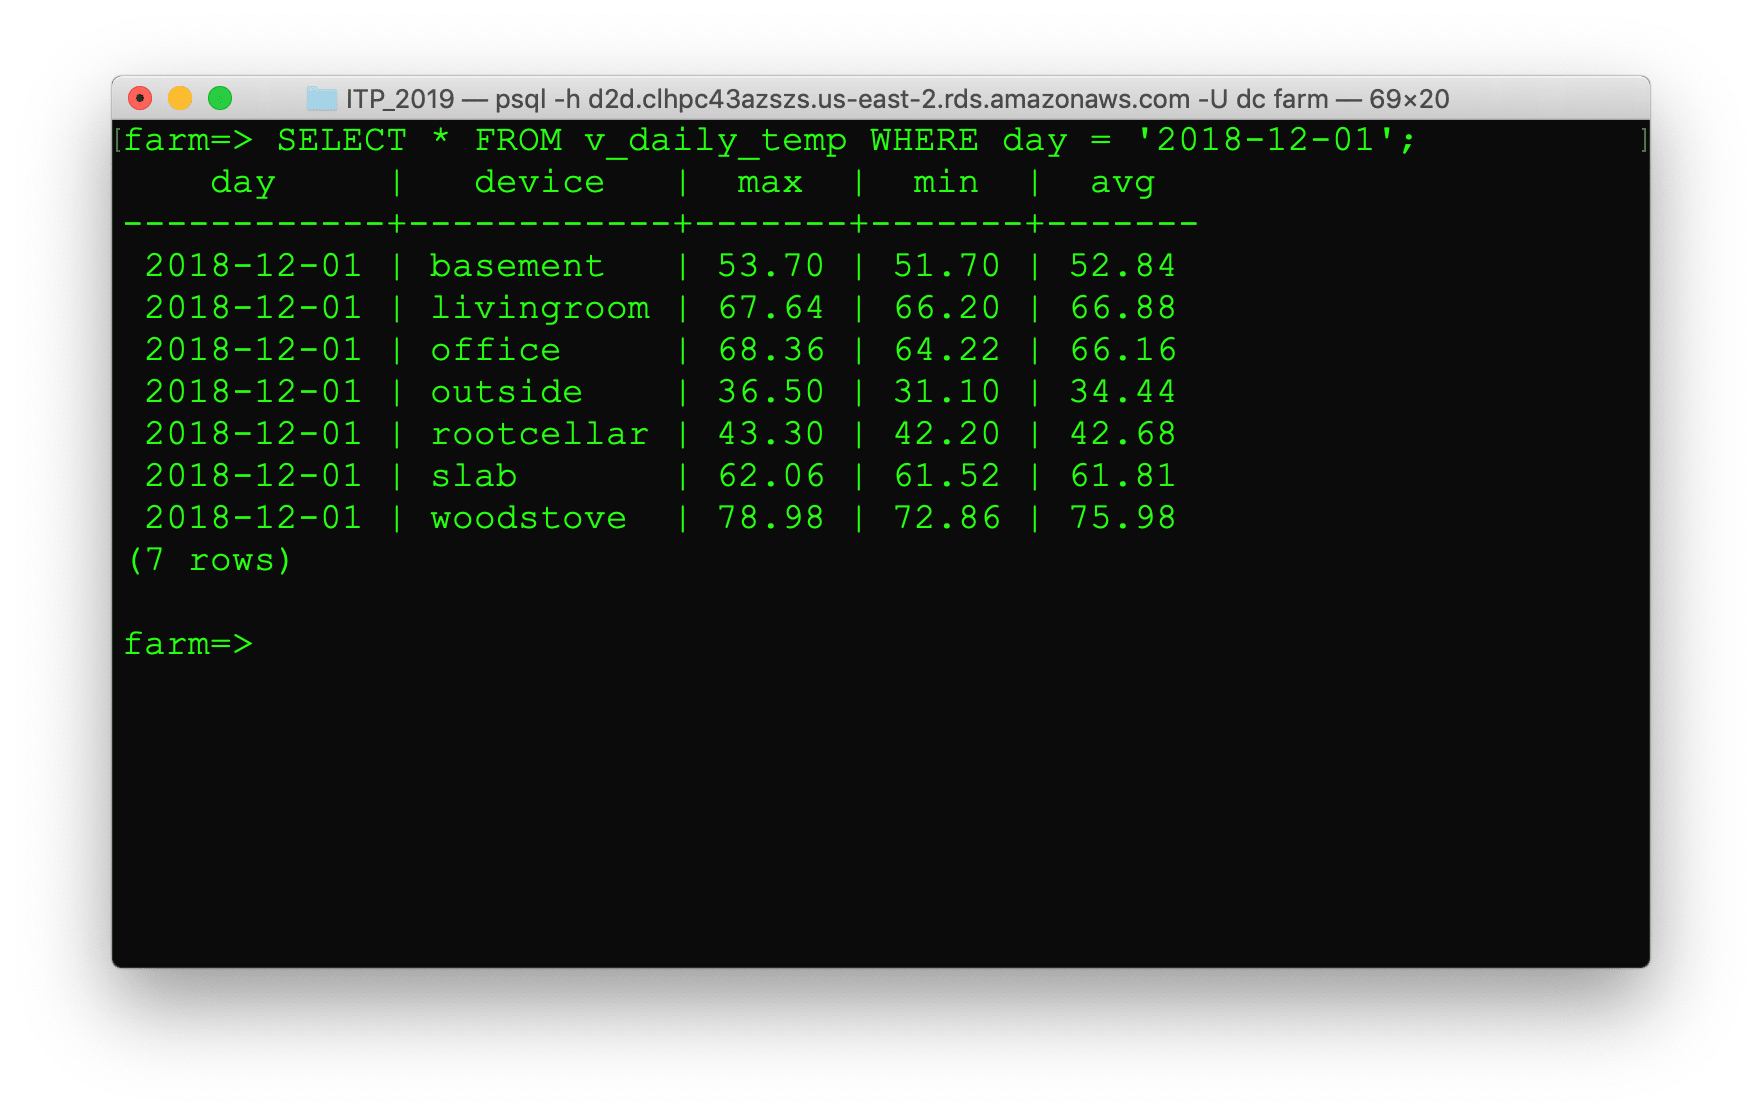 ITP_2019 — psql -h d2d.clhpc43azszs.us-east-2.rds.amazonaws.com -U dc farm — 69×20
[farm=> SELECT * FROM v_daily_temp WHERE day = '2018-12-01'; ]
    day     |   device   |  max  |  min  |  avg
------------+------------+-------+-------+-------
 2018-12-01 | basement   | 53.70 | 51.70 | 52.84
 2018-12-01 | livingroom | 67.64 | 66.20 | 66.88
 2018-12-01 | office     | 68.36 | 64.22 | 66.16
 2018-12-01 | outside    | 36.50 | 31.10 | 34.44
 2018-12-01 | rootcellar | 43.30 | 42.20 | 42.68
 2018-12-01 | slab       | 62.06 | 61.52 | 61.81
 2018-12-01 | woodstove  | 78.98 | 72.86 | 75.98
(7 rows)
farm=>